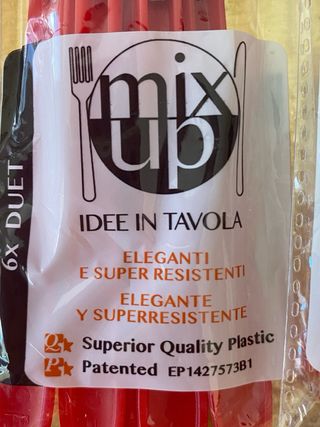 mix
up
6x DUET
IDEE IN TAVOLA
ELEGANTI
E SUPER RESISTENTI
ELEGANTE
Y SUPERRESISTENTE
Q Superior Quality Plastic
P Patented EP1427573B1